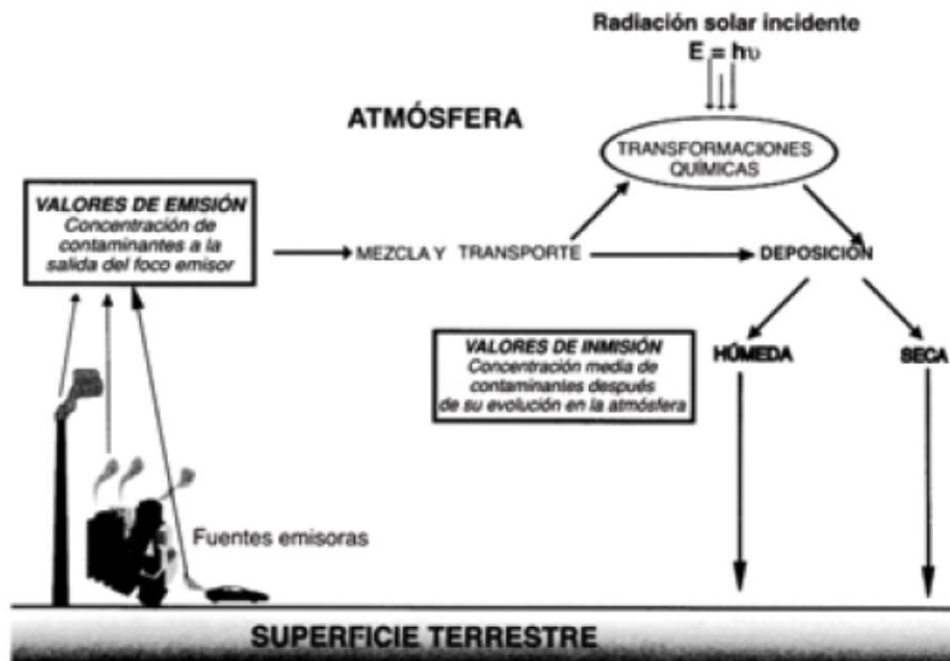 Radiación solar incidente
E = hυ
ATMÓSFERA
TRANSFORMACIONES
QUÍMICAS
VALORES DE EMISIÓN
Concentración de
contaminantes a la
salida del foco emisor
MEZCLA Y TRANSPORTE
DEPOSICIÓN
VALORES DE INMISIÓN
Concentración media de
contaminantes después
de su evolución en la atmósfera
HÚMEDA
SECA
Fuentes emisoras
SUPERFICIE TERRESTRE